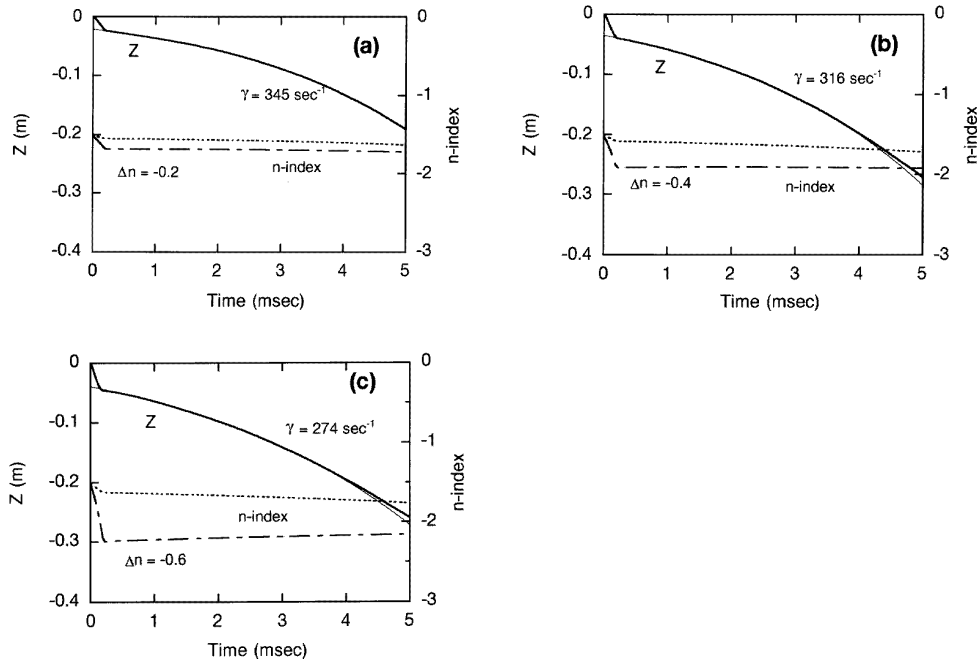 (a)
Z (m)
0
-0.1
-0.2
-0.3
-0.4
Z
γ = 345 sec⁻¹
Δn = -0.2
n-index
0
-1
-2
-3
n-index
0 1 2 3 4 5
Time (msec)
(b)
Z (m)
0
-0.1
-0.2
-0.3
-0.4
Z
γ = 316 sec⁻¹
Δn = -0.4
n-index
0
-1
-2
-3
n-index
0 1 2 3 4 5
Time (msec)
(c)
Z (m)
0
-0.1
-0.2
-0.3
-0.4
Z
γ = 274 sec⁻¹
n-index
Δn = -0.6
0
-1
-2
-3
n-index
0 1 2 3 4 5
Time (msec)